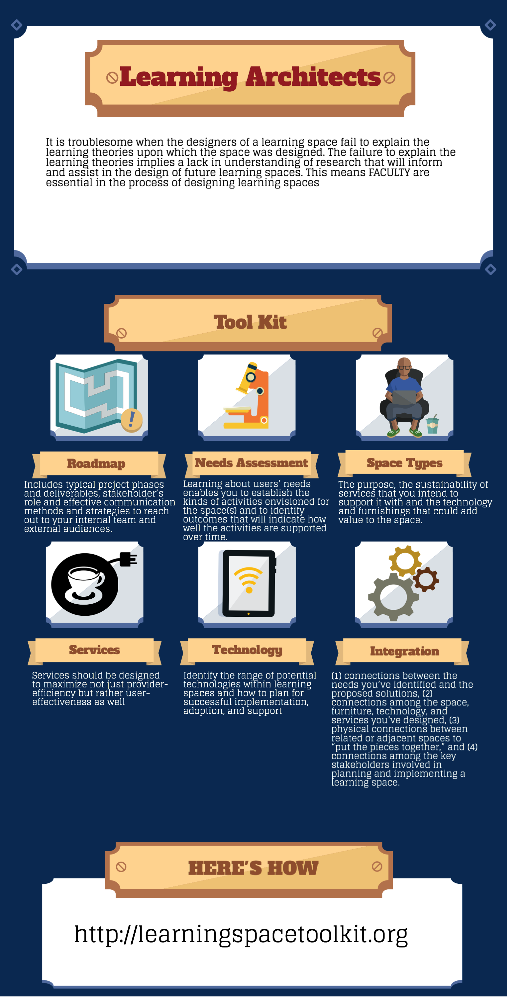 Learning Architects
It is troublesome when the designers of a learning space fail to explain the
learning theories upon which the space was designed. The failure to explain the
learning theories implies a lack in understanding of research that will inform
and assist in the design of future learning spaces. This means FACULTY are
essential in the process of designing learning spaces
Tool Kit
Roadmap
Includes typical project phases
and deliverables, stakeholder's
role and effective communication
methods and strategies to reach
out to your internal team and
external audiences.
Needs Assessment
Learning about users' needs
enables you to establish the
kinds of activities envisioned for
the space(s) and to identify
outcomes that will indicate how
well the activities are supported
over time.
Space Types
The purpose, the sustainability of
services that you intend to
support it with and the technology
and furnishings that could add
value to the space.
Services
Services should be designed
to maximize not just provider-
efficiency but rather user-
effectiveness as well
Technology
Identify the range of potential
technologies within learning
spaces and how to plan for
successful implementation,
adoption, and support
Integration
(1) connections between the
needs you've identified and the
proposed solutions, (2)
connections among the space,
furniture, technology, and
services you've designed, (3)
physical connections between
related or adjacent spaces to
“put the pieces together,” and (4)
connections among the key
stakeholders involved in
planning and implementing a
learning space.
HERE'S HOW
http://learningspacetoolkit.org